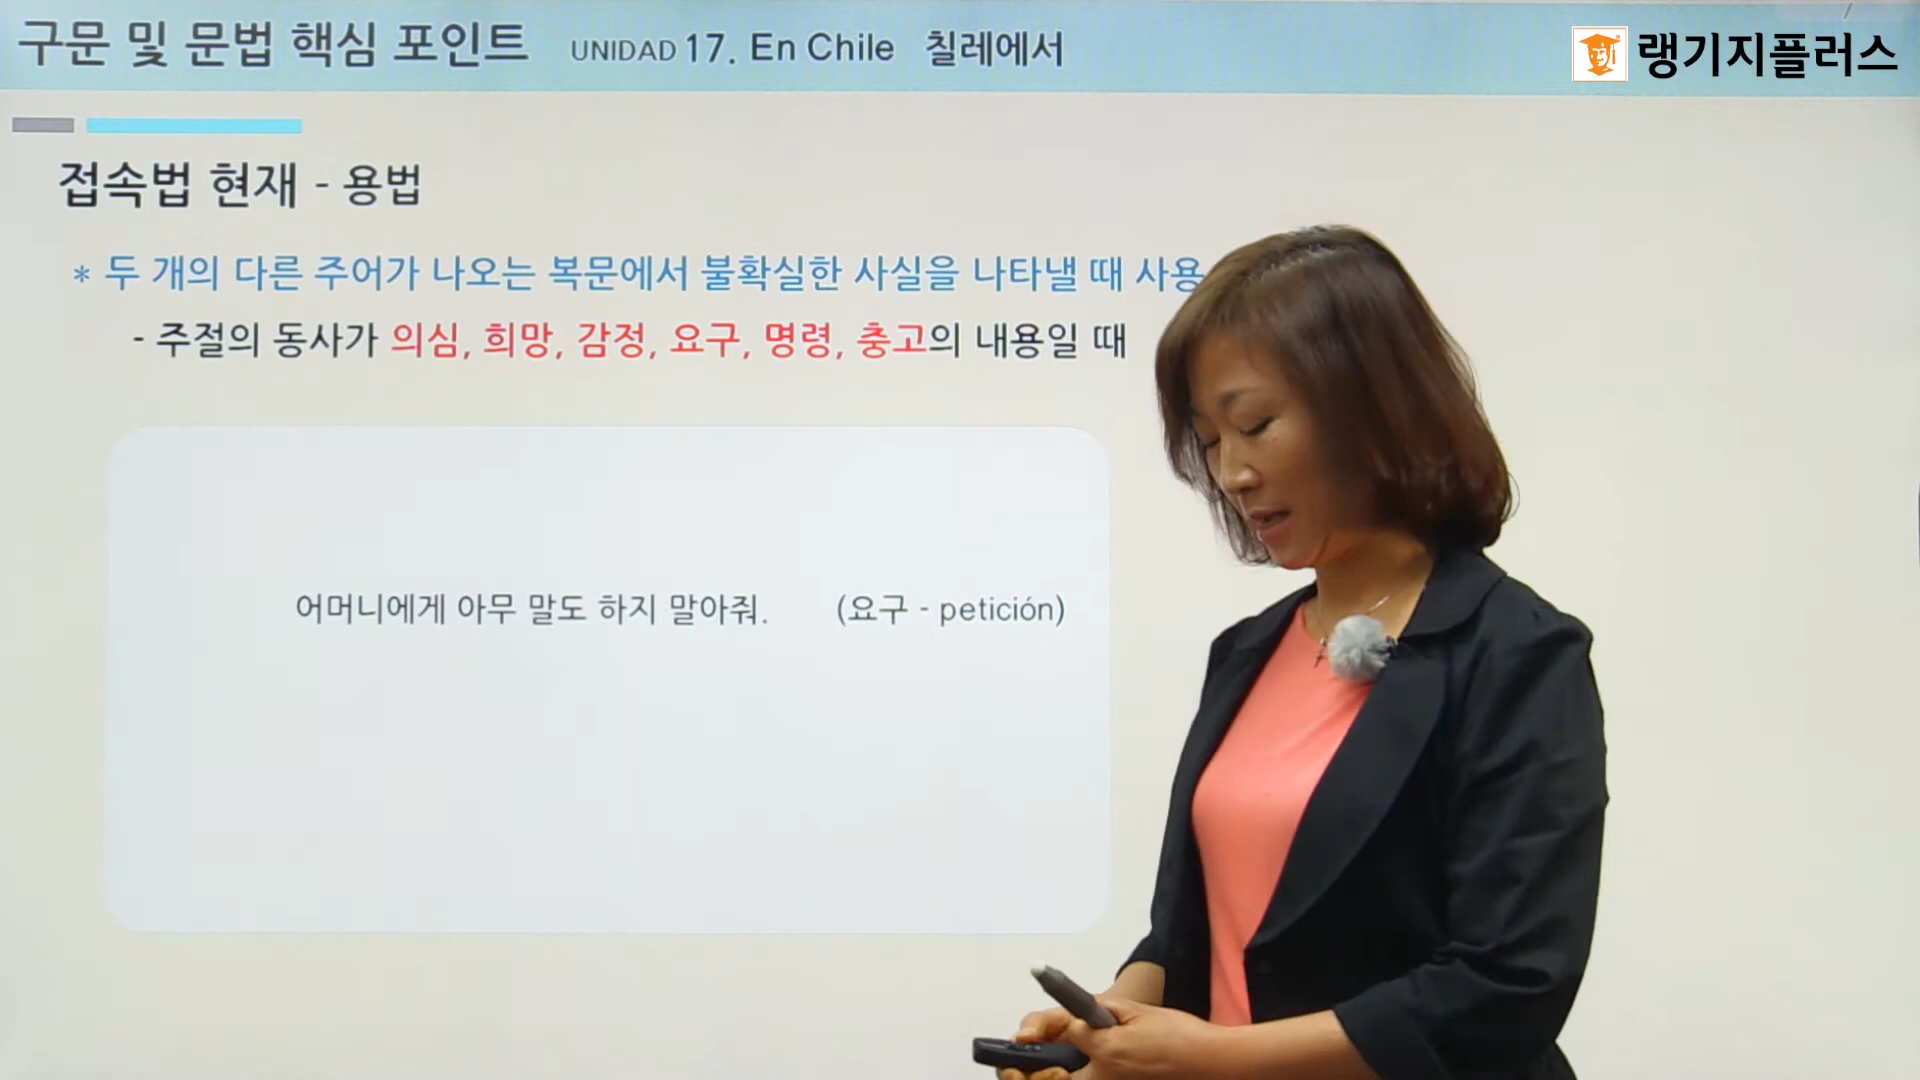 구문 및 문법 핵심 포인트 UNIDAD 17. En Chile 칠레에서
랭기지플러스
접속법 현재 - 용법
* 두 개의 다른 주어가 나오는 복문에서 불확실한 사실을 나타낼 때 사용
- 주절의 동사가 의심, 희망, 감정, 요구, 명령, 충고의 내용일 때
어머니에게 아무 말도 하지 말아줘. (요구 - petición)